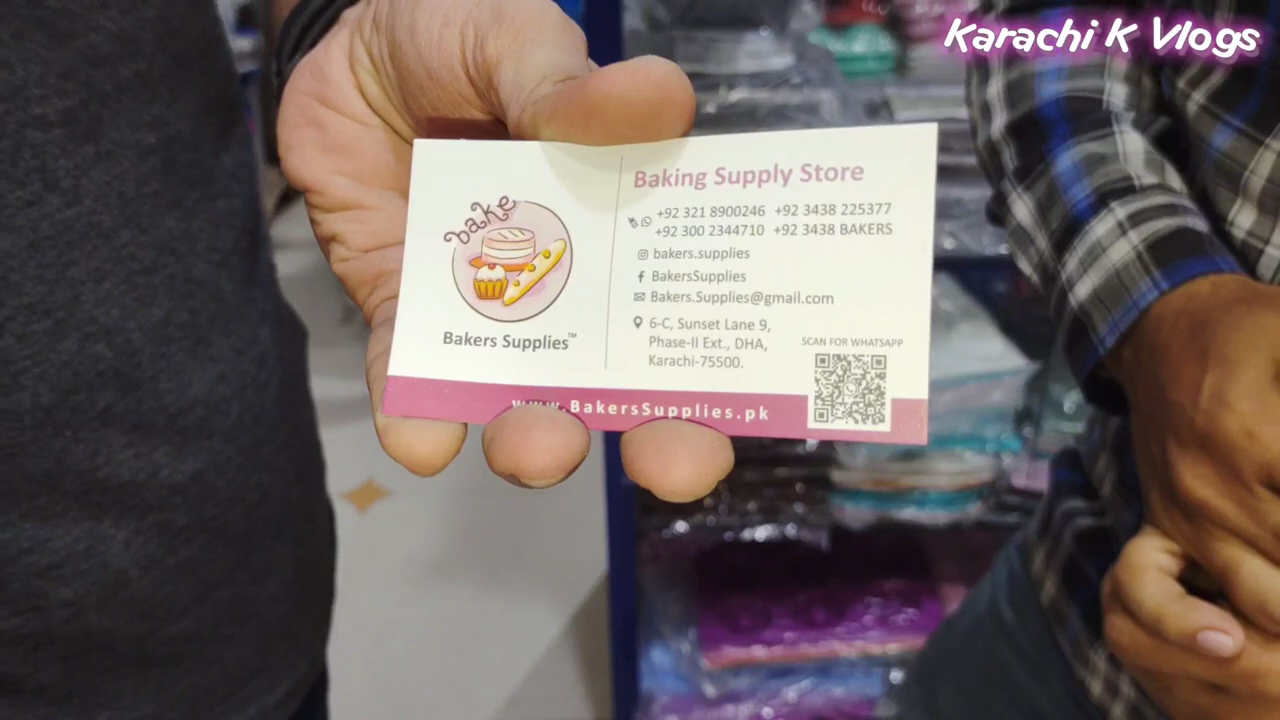 Karachi K Vlogs
bake
Bakers Supplies™
Baking Supply Store
+92 321 8900246 +92 3438 225377
+92 300 2344710 +92 3438 BAKERS
bakers.supplies
BakersSupplies
Bakers.Supplies@gmail.com
6-C, Sunset Lane 9,
Phase-II Ext., DHA,
Karachi-75500.
SCAN FOR WHATSAPP
www.BakersSupplies.pk